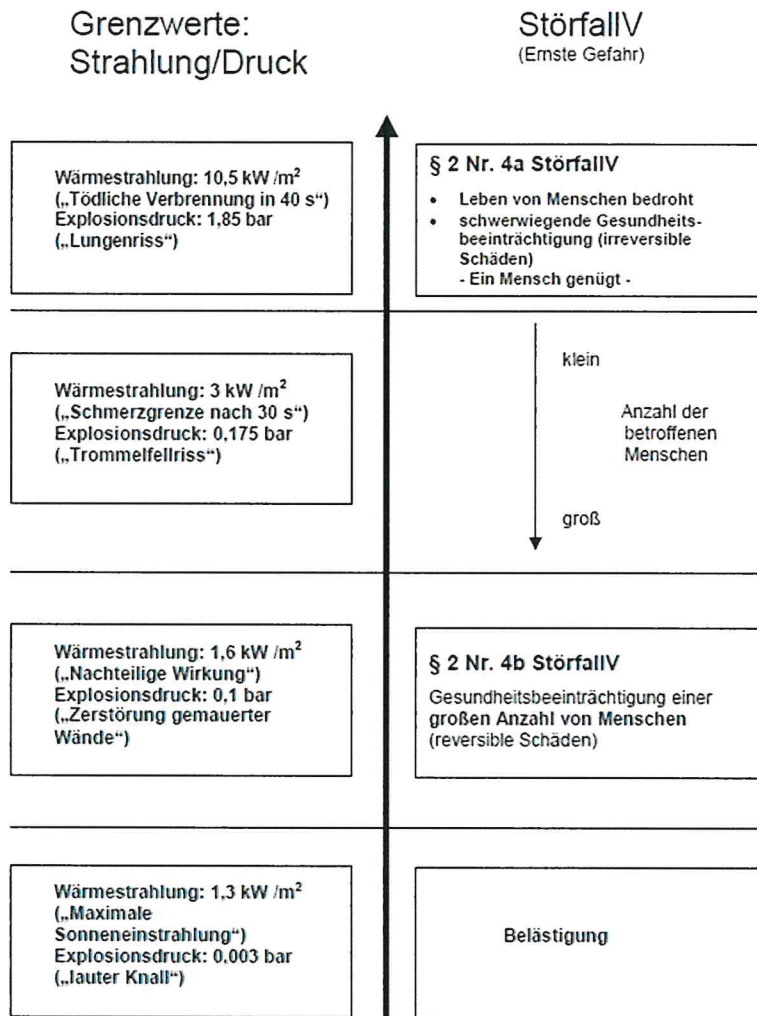 Grenzwerte:
Strahlung/Druck
StörfallV
(Ernste Gefahr)
Wärmestrahlung: 10,5 kW /m²
(„Tödliche Verbrennung in 40 s“)
Explosionsdruck: 1,85 bar
(„Lungenriss“)
§ 2 Nr. 4a StörfallV
• Leben von Menschen bedroht
• schwerwiegende Gesundheits-
beeinträchtigung (irreversible
Schäden)
- Ein Mensch genügt -
Wärmestrahlung: 3 kW /m²
(„Schmerzgrenze nach 30 s“)
Explosionsdruck: 0,175 bar
(„Trommelfellriss“)
klein
Anzahl der
betroffenen
Menschen
groß
Wärmestrahlung: 1,6 kW /m²
(„Nachteilige Wirkung“)
Explosionsdruck: 0,1 bar
(„Zerstörung gemauerter
Wände“)
§ 2 Nr. 4b StörfallV
Gesundheitsbeeinträchtigung einer
großen Anzahl von Menschen
(reversible Schäden)
Wärmestrahlung: 1,3 kW /m²
(„Maximale
Sonneneinstrahlung“)
Explosionsdruck: 0,003 bar
(„lauter Knall“)
Belästigung